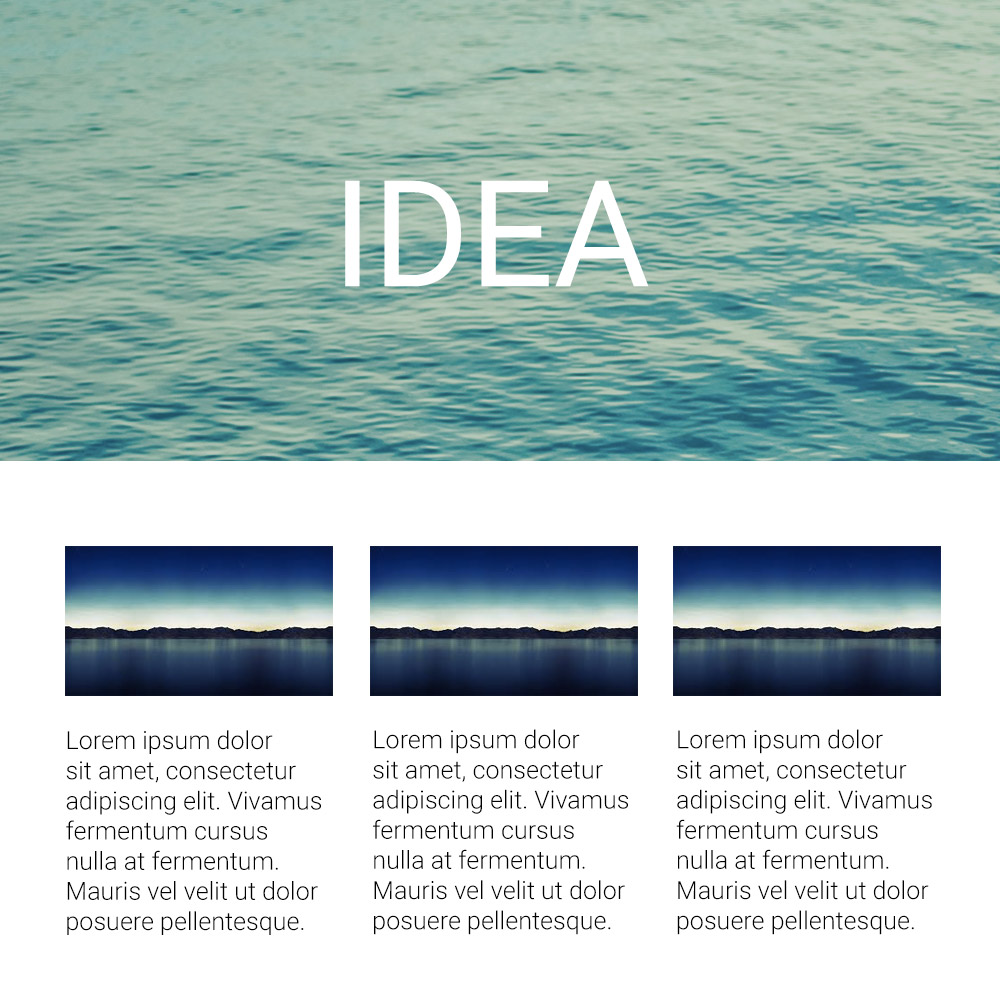 IDEA
Lorem ipsum dolor
sit amet, consectetur
adipiscing elit. Vivamus
fermentum cursus
nulla at fermentum.
Mauris vel velit ut dolor
posuere pellentesque.
Lorem ipsum dolor
sit amet, consectetur
adipiscing elit. Vivamus
fermentum cursus
nulla at fermentum.
Mauris vel velit ut dolor
posuere pellentesque.
Lorem ipsum dolor
sit amet, consectetur
adipiscing elit. Vivamus
fermentum cursus
nulla at fermentum.
Mauris vel velit ut dolor
posuere pellentesque.